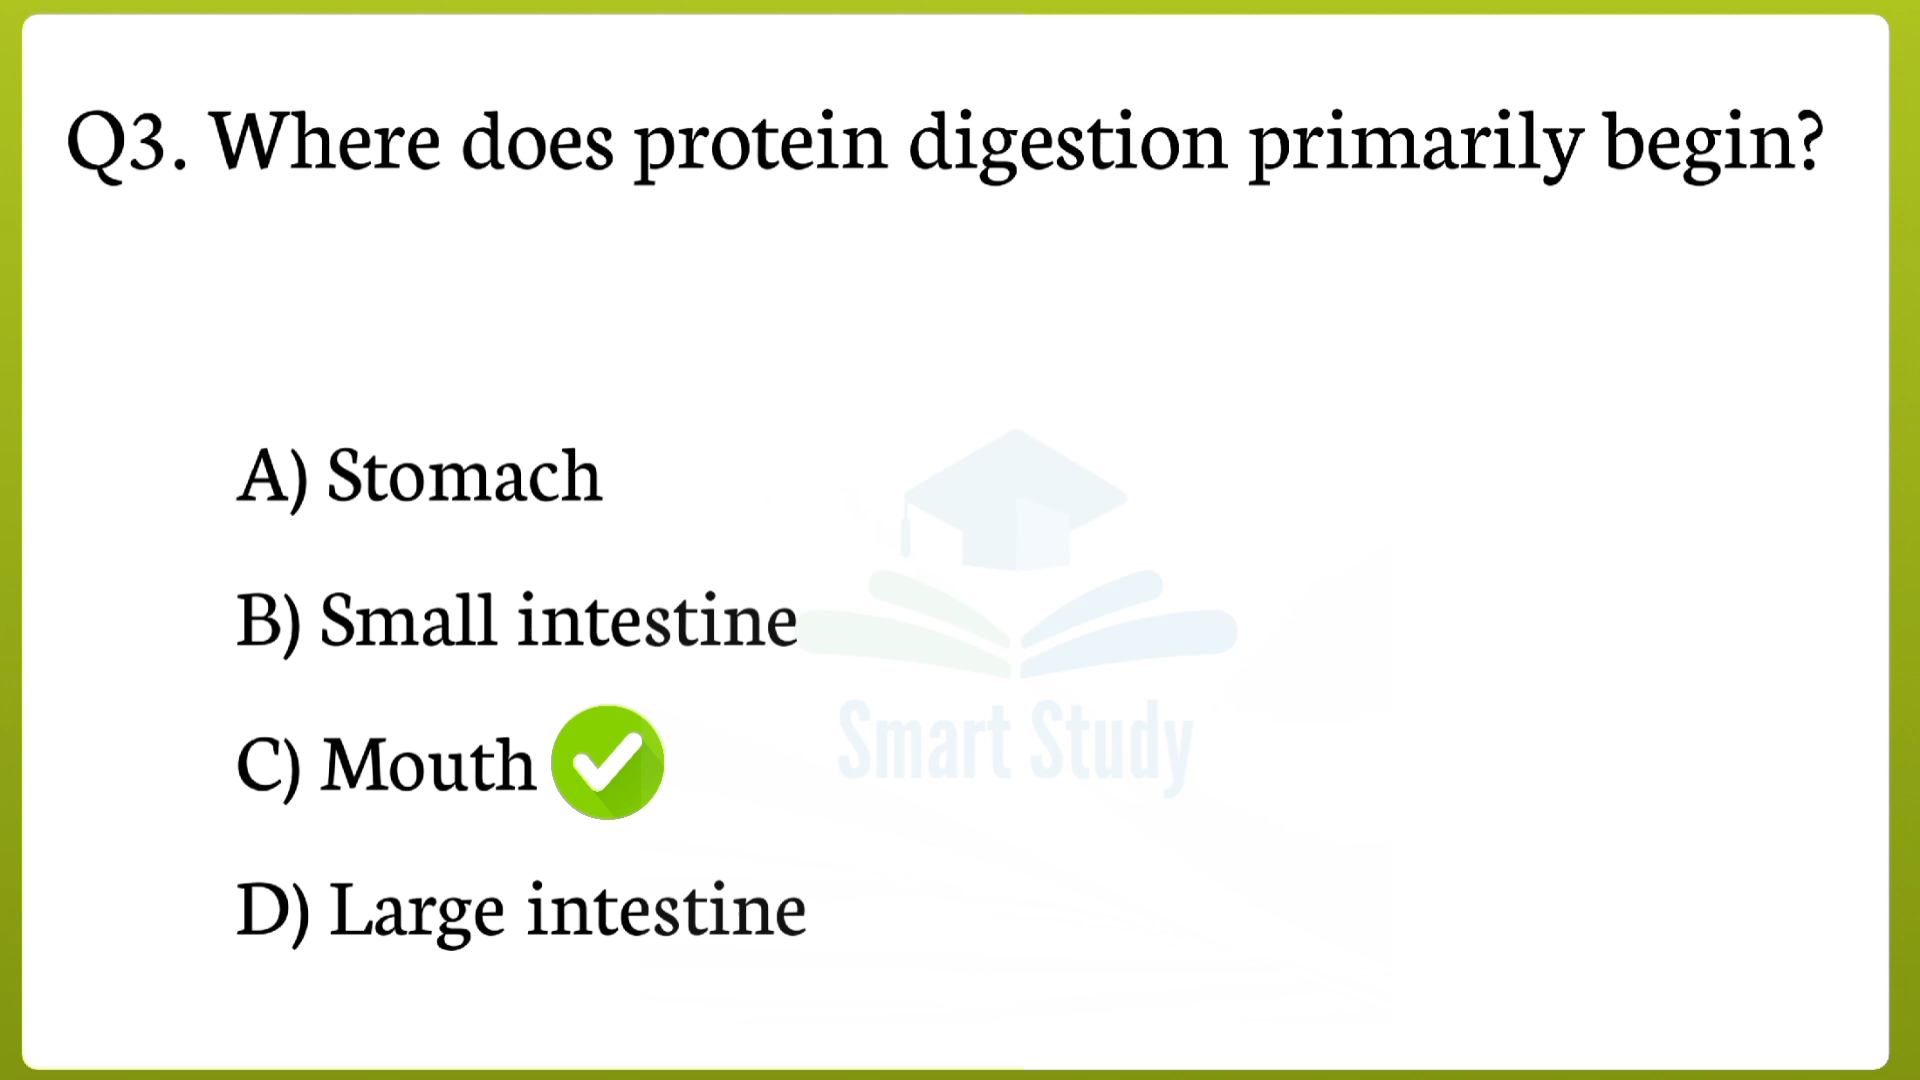 Q3. Where does protein digestion primarily begin?
A) Stomach
B) Small intestine
C) Mouth
D) Large intestine
Smart Study